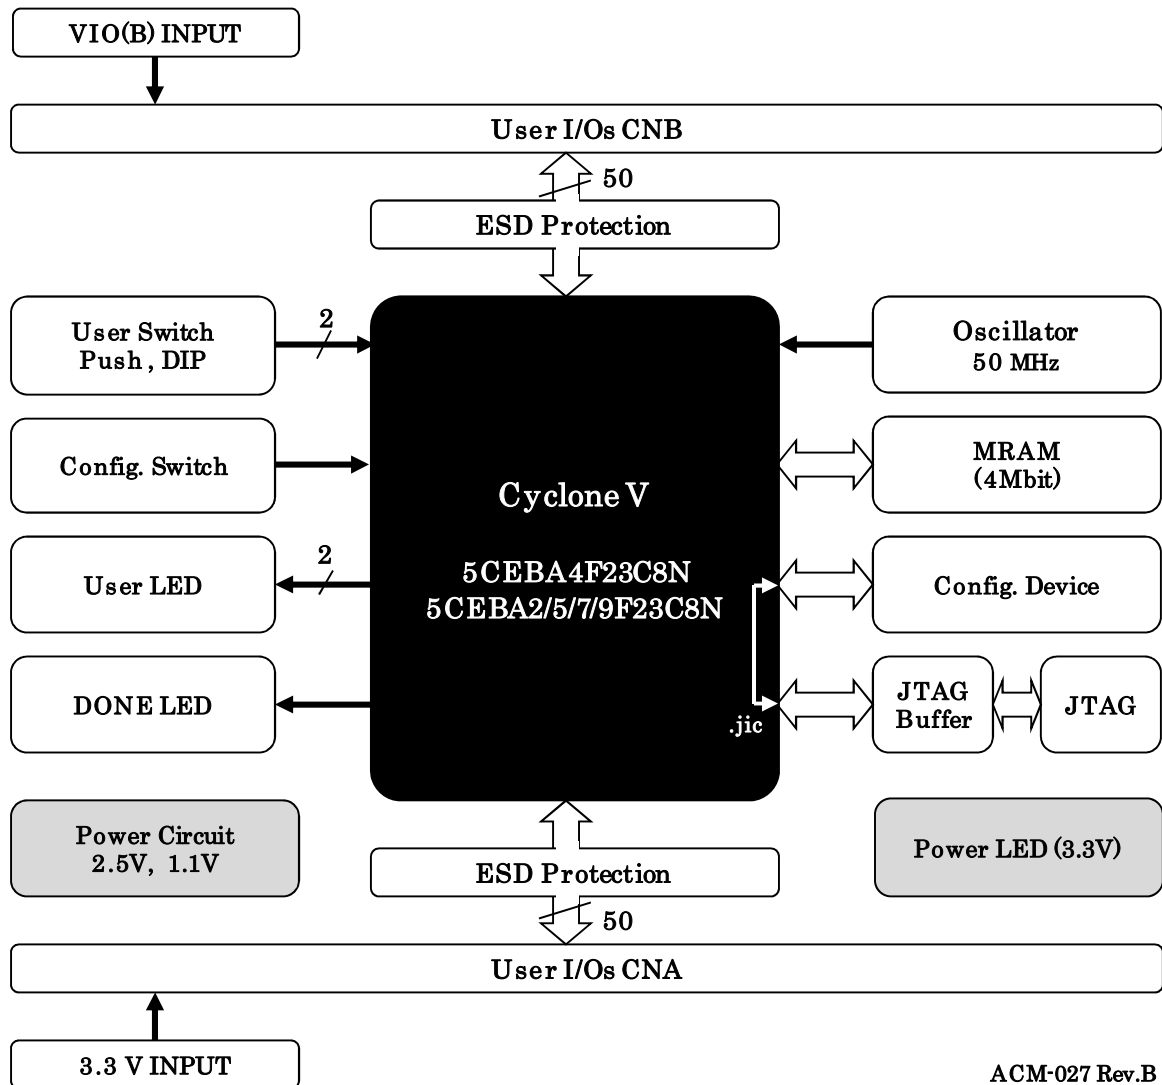 VIO(B) INPUT
User I/Os CNB
50
ESD Protection
User Switch
Push , DIP
2
Oscillator
50 MHz
Config. Switch
MRAM
(4Mbit)
Cyclone V
5CEBA4F23C8N
5CEBA2/5/7/9F23C8N
User LED
2
Config. Device
DONE LED
.jic
JTAG
Buffer
JTAG
Power Circuit
2.5V, 1.1V
Power LED (3.3V)
ESD Protection
50
User I/Os CNA
3.3 V INPUT
ACM-027 Rev.B